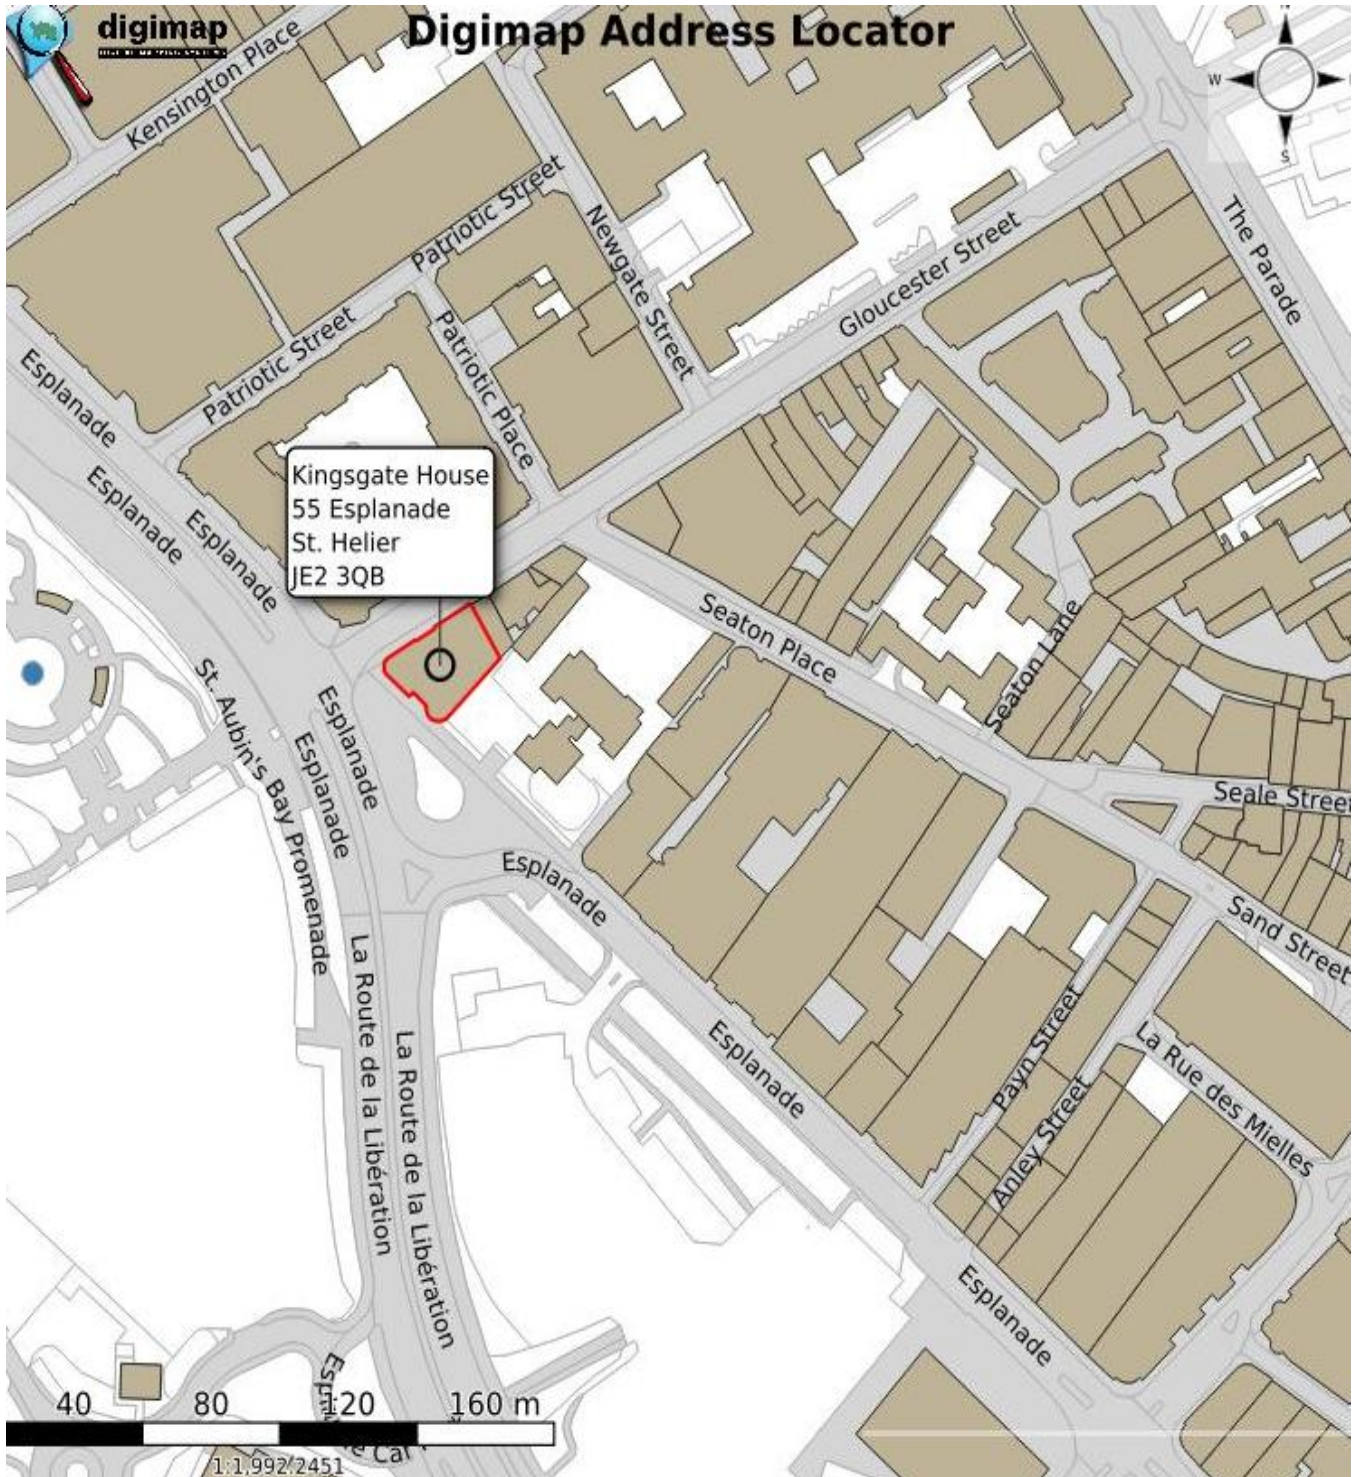 digimap
Digimap Address Locator
Kensington Place
W
S
Patriotic Street
Newgate Street
Gloucester Street
The Parade
Patriotic Street
Patriotic Place
Esplanade
Esplanade
Esplanade
Kingsgate House
55 Esplanade
St. Helier
JE2 3QB
Seaton Place
Seaton Lane
St. Aubin's Bay Promenade
Esplanade
Esplanade
Seale Street
Esplanade
Sand Street
La Route de la Libération
La Route de la Libération
Esplanade
Payn Street
Anley Street
La Rue des Mielles
Esplanade
40 80 120 160 m
1:1,992.2451